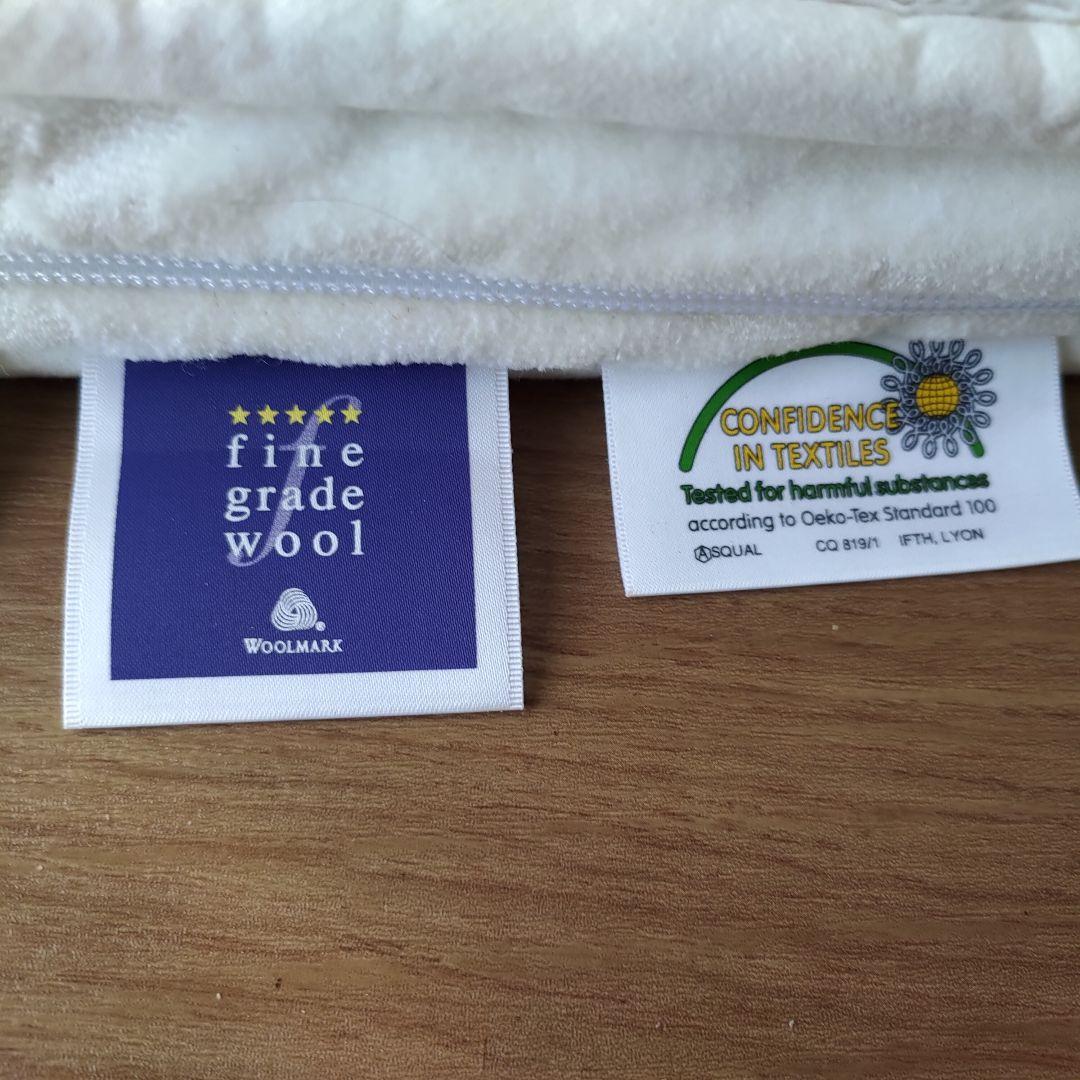 fine
grade
wool
WOOLMARK
CONFIDENCE
IN TEXTILES
Tested for harmful substances
according to Oeko-Tex Standard 100
ASQUAL CQ 819/1 IFTH, LYON